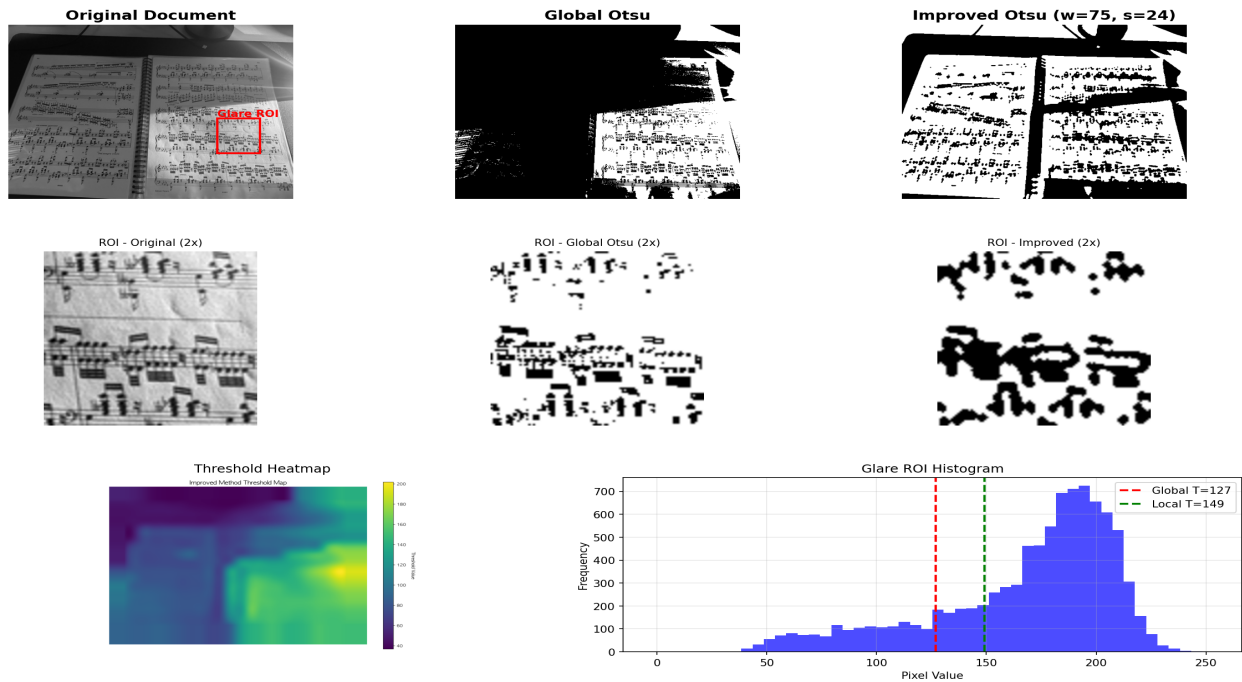 Original Document
Global Otsu
Improved Otsu (w=75, s=24)
Glare ROI
ROI - Original (2x)
ROI - Global Otsu (2x)
ROI - Improved (2x)
Threshold Heatmap
Improved Method Threshold Map
200
180
160
140
120
100
80
60
40
Threshold Value
Glare ROI Histogram
Frequency
700
600
500
400
300
200
100
0
Global T=127
Local T=149
0 50 100 150 200 250
Pixel Value